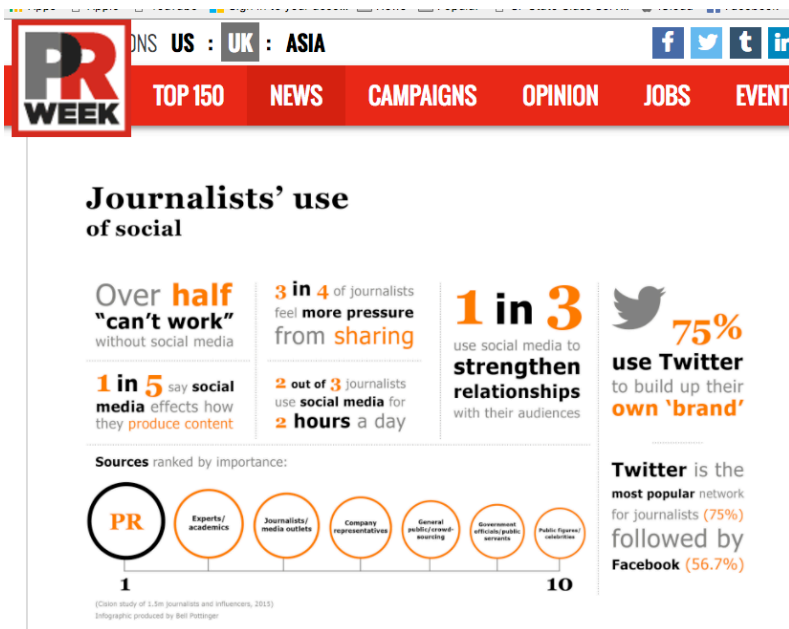 IONS US : UK : ASIA
PR
WEEK
TOP 150 NEWS CAMPAIGNS OPINION JOBS EVENT
Journalists’ use
of social
Over half
“can’t work”
without social media
1 in 5 say social
media effects how
they produce content
3 in 4 of journalists
feel more pressure
from sharing
2 out of 3 journalists
use social media for
2 hours a day
1 in 3
use social media to
strengthen
relationships
with their audiences
75%
use Twitter
to build up their
own ‘brand’
Twitter is the
most popular network
for journalists (75%)
followed by
Facebook (56.7%)
Sources ranked by importance:
PR
Experts/
academics
Journalists/
media outlets
Company
representatives
General
public/crowd-
sourcing
Government
officials/public
servants
Public figures/
celebrities
1
10
(Cision study of 1.5m journalists and influencers, 2015)
Infographic produced by Bell Pottinger